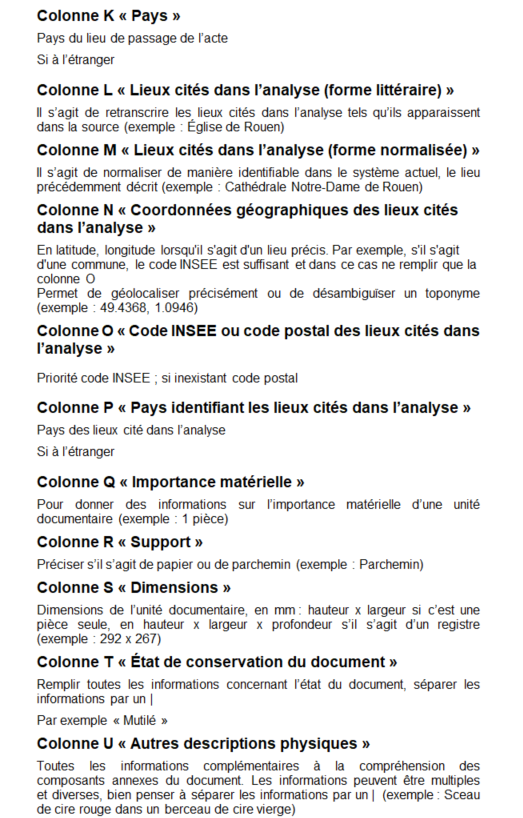 Colonne K « Pays »
Pays du lieu de passage de l'acte
Si à l'étranger
Colonne L « Lieux cités dans l'analyse (forme littéraire) »
Il s'agit de retranscrire les lieux cités dans l'analyse tels qu'ils apparaissent
dans la source (exemple : Église de Rouen)
Colonne M « Lieux cités dans l'analyse (forme normalisée) »
Il s'agit de normaliser de manière identifiable dans le système actuel, le lieu
précédemment décrit (exemple : Cathédrale Notre-Dame de Rouen)
Colonne N « Coordonnées géographiques des lieux cités
dans l'analyse »
En latitude, longitude lorsqu'il s'agit d'un lieu précis. Par exemple, s'il s'agit
d'une commune, le code INSEE est suffisant et dans ce cas ne remplir que la
colonne O
Permet de géolocaliser précisément ou de désambiguïser un toponyme
(exemple : 49.4368, 1.0946)
Colonne O « Code INSEE ou code postal des lieux cités dans
l'analyse »
Priorité code INSEE ; si inexistant code postal
Colonne P « Pays identifiant les lieux cités dans l'analyse »
Pays des lieux cité dans l'analyse
Si à l'étranger
Colonne Q « Importance matérielle »
Pour donner des informations sur l'importance matérielle d'une unité
documentaire (exemple : 1 pièce)
Colonne R « Support »
Préciser s'il s'agit de papier ou de parchemin (exemple : Parchemin)
Colonne S « Dimensions »
Dimensions de l'unité documentaire, en mm : hauteur x largeur si c'est une
pièce seule, en hauteur x largeur x profondeur s'il s'agit d'un registre
(exemple : 292 x 267)
Colonne T « État de conservation du document »
Remplir toutes les informations concernant l'état du document, séparer les
informations par un |
Par exemple « Mutilé »
Colonne U « Autres descriptions physiques »
Toutes les informations complémentaires à la compréhension des
composants annexes du document. Les informations peuvent être multiples
et diverses, bien penser à séparer les informations par un | (exemple : Sceau
de cire rouge dans un berceau de cire vierge)